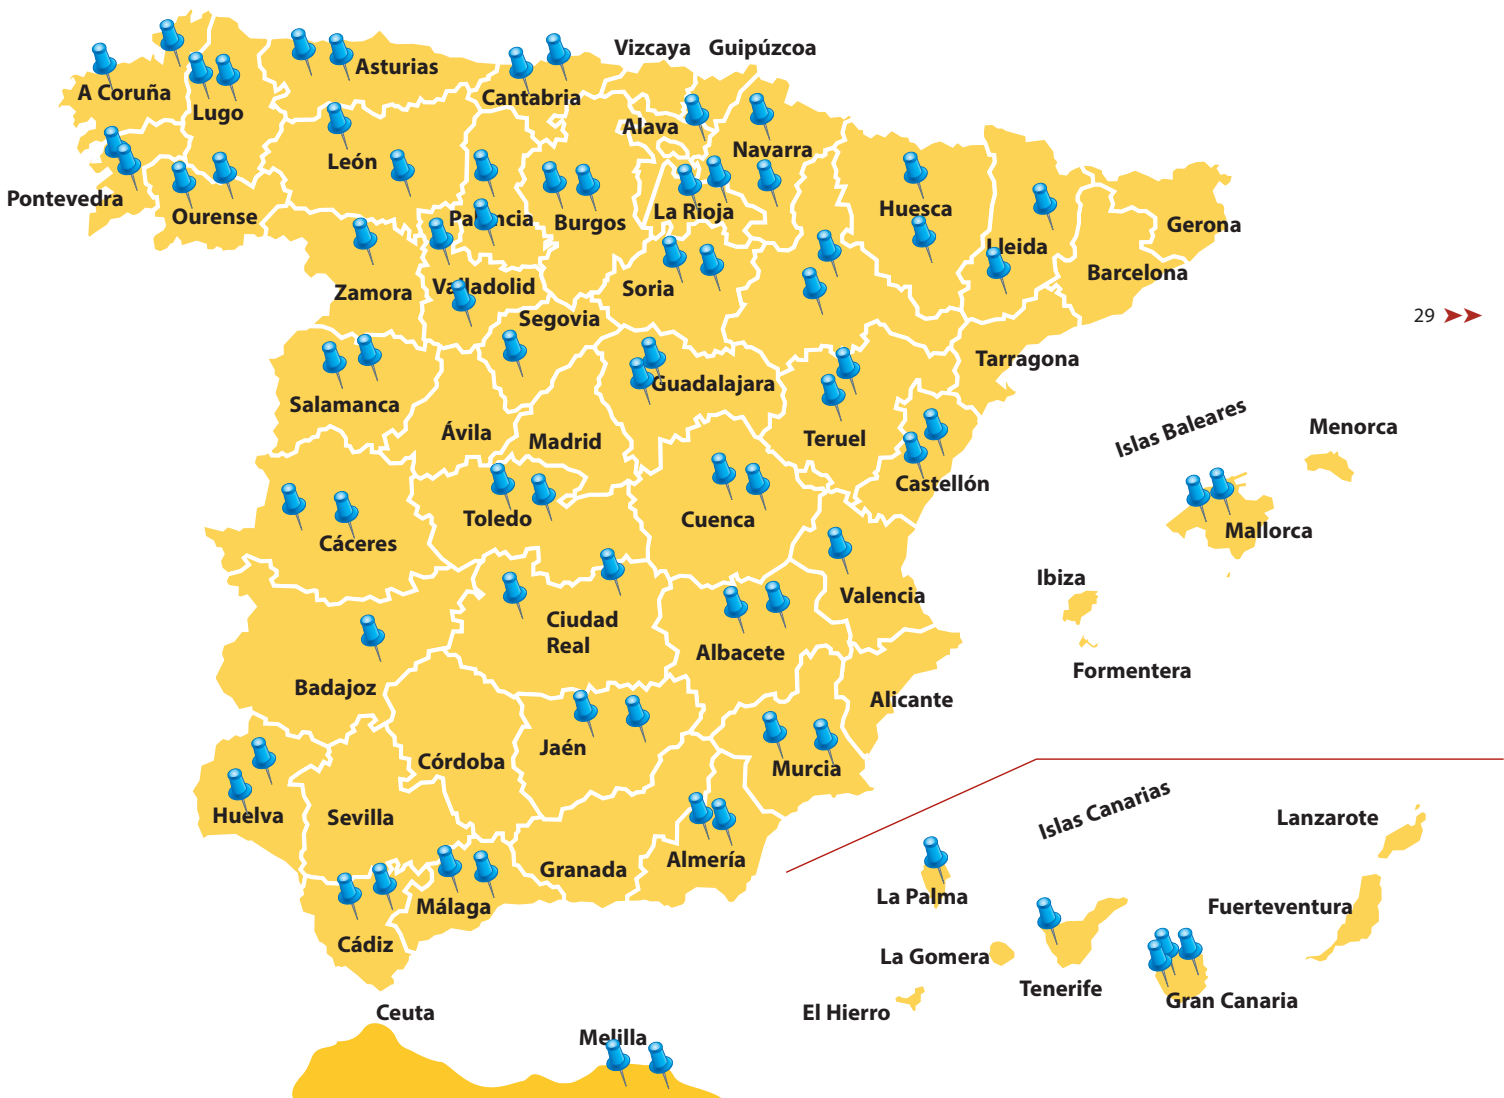 Vizcaya
Guipúzcoa
Asturias
A Coruña
Cantabria
Lugo
Alava
León
Navarra
Pontevedra
Ourense
Palencia
Burgos
La Rioja
Huesca
Gerona
Lleida
Barcelona
Zamora
Valladolid
Soria
Segovia
29
Tarragona
Guadalajara
Salamanca
Ávila
Madrid
Teruel
Islas Baleares
Menorca
Castellón
Toledo
Cuenca
Mallorca
Cáceres
Ibiza
Valencia
Ciudad
Real
Albacete
Formentera
Badajoz
Alicante
Jaén
Córdoba
Murcia
Huelva
Sevilla
Islas Canarias
Lanzarote
Almería
Granada
La Palma
Málaga
Fuerteventura
Cádiz
La Gomera
Tenerife
Gran Canaria
El Hierro
Ceuta
Melilla